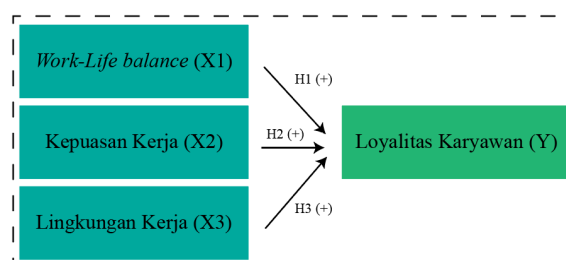 Work-Life balance (X1)
H1 (+)
Kepuasan Kerja (X2)
H2 (+)
Loyalitas Karyawan (Y)
Lingkungan Kerja (X3)
H3 (+)